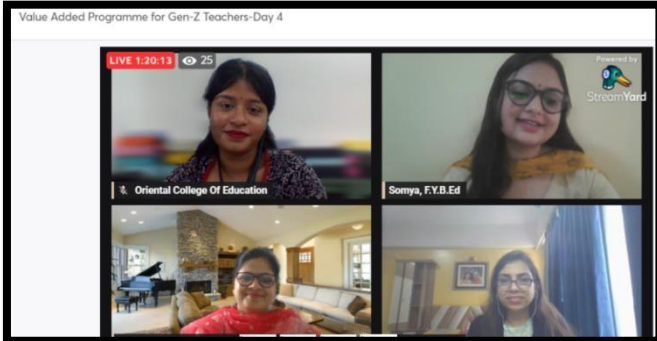 Value Added Programme for Gen-Z Teachers-Day 4
LIVE 1:20:13 25
Powered by
StreamYard
Oriental College Of Education
Somya, F.Y.B.Ed